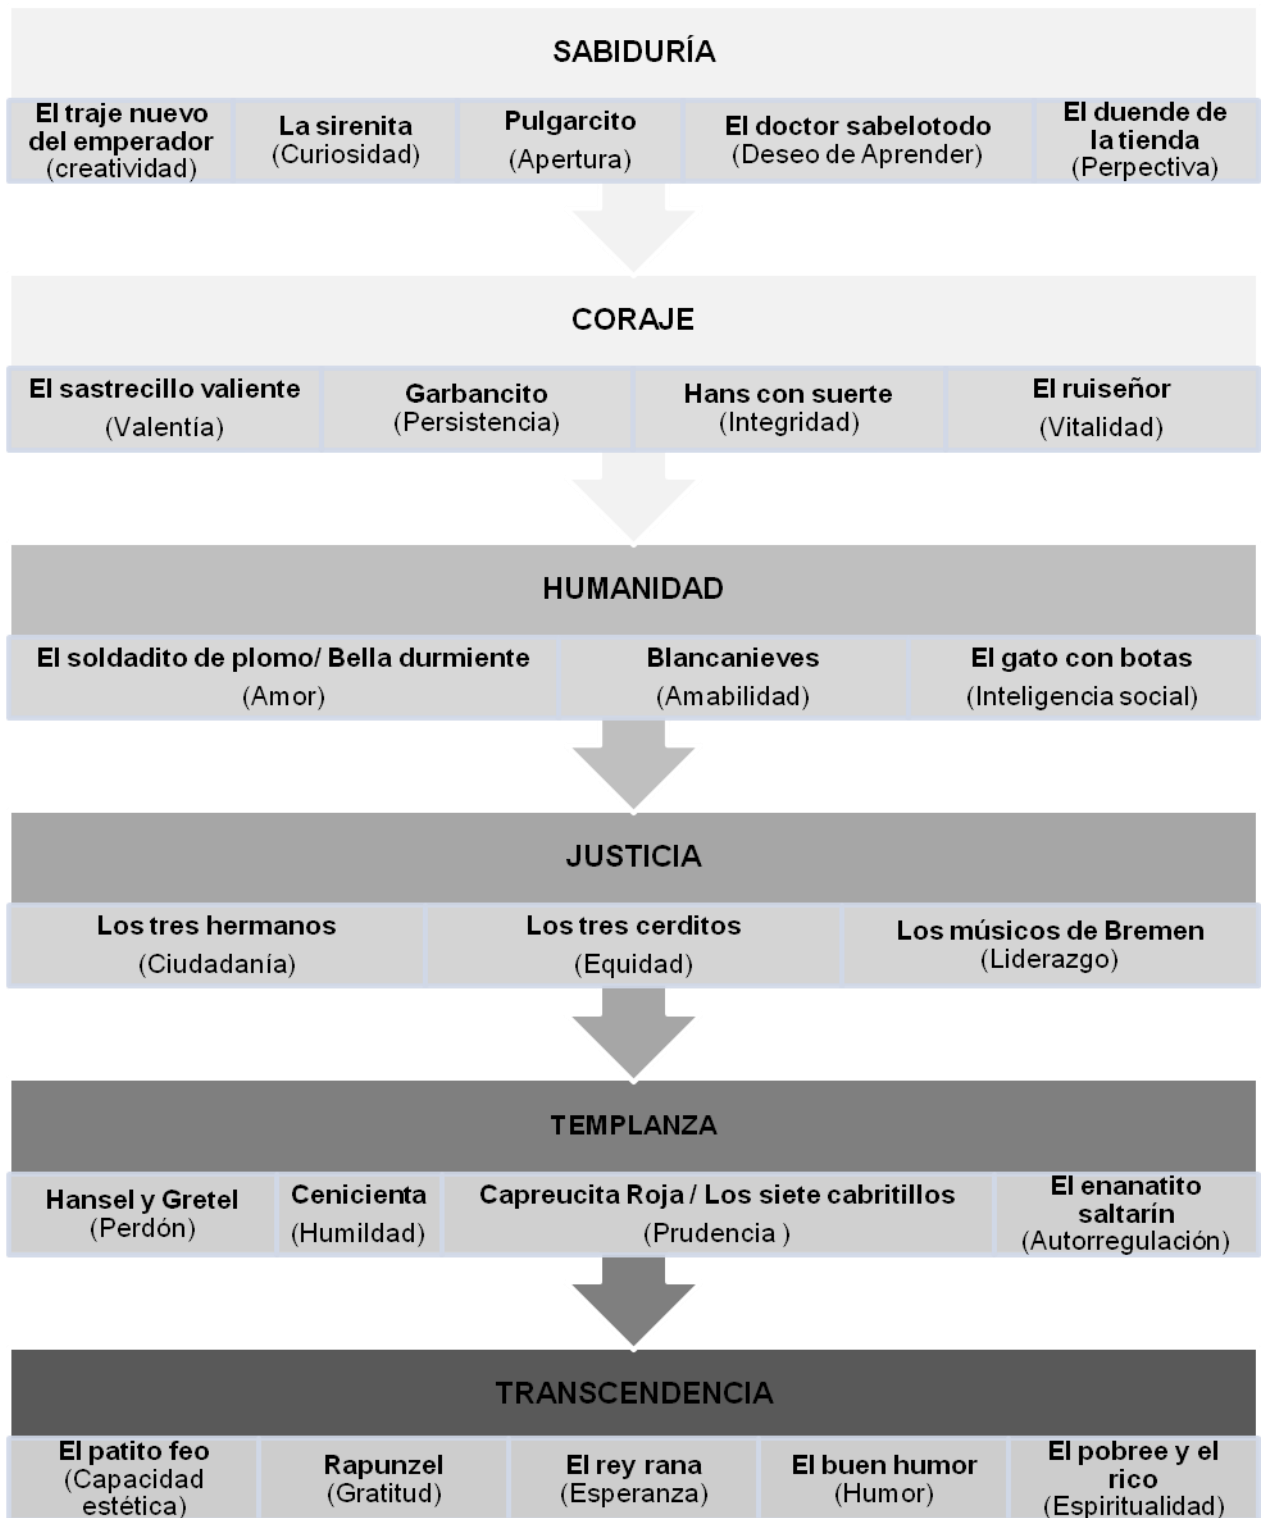 SABIDURÍA
El traje nuevo
del emperador
(creatividad)
La sirenita
(Curiosidad)
Pulgarcito
(Apertura)
El doctor sabelotodo
(Deseo de Aprender)
El duende de
la tienda
(Perpectiva)
CORAJE
El sastrecillo valiente
(Valentía)
Garbancito
(Persistencia)
Hans con suerte
(Integridad)
El ruiseñor
(Vitalidad)
HUMANIDAD
El soldadito de plomo/ Bella durmiente
(Amor)
Blancanieves
(Amabilidad)
El gato con botas
(Inteligencia social)
JUSTICIA
Los tres hermanos
(Ciudadanía)
Los tres cerditos
(Equidad)
Los músicos de Bremen
(Liderazgo)
TEMPLANZA
Hansel y Gretel
(Perdón)
Cenicienta
(Humildad)
Capreucita Roja / Los siete cabritillos
(Prudencia )
El enanatito
saltarín
(Autorregulación)
TRANSCENDENCIA
El patito feo
(Capacidad
estética)
Rapunzel
(Gratitud)
El rey rana
(Esperanza)
El buen humor
(Humor)
El pobree y el
rico
(Espiritualidad)